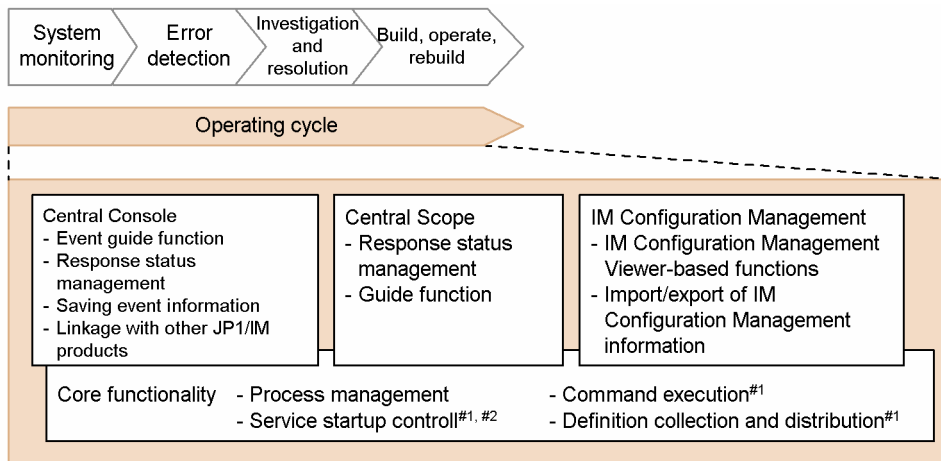 System
monitoring
Error
detection
Investigation
and
resolution
Build, operate,
rebuild
Operating cycle
Central Console
- Event guide function
- Response status
management
- Saving event information
- Linkage with other JP1/IM
products
Central Scope
- Response status
management
- Guide function
IM Configuration Management
- IM Configuration Management
Viewer-based functions
- Import/export of IM
Configuration Management
information
Core functionality
- Process management
- Service startup controll#1, #2
- Command execution#1
- Definition collection and distribution#1